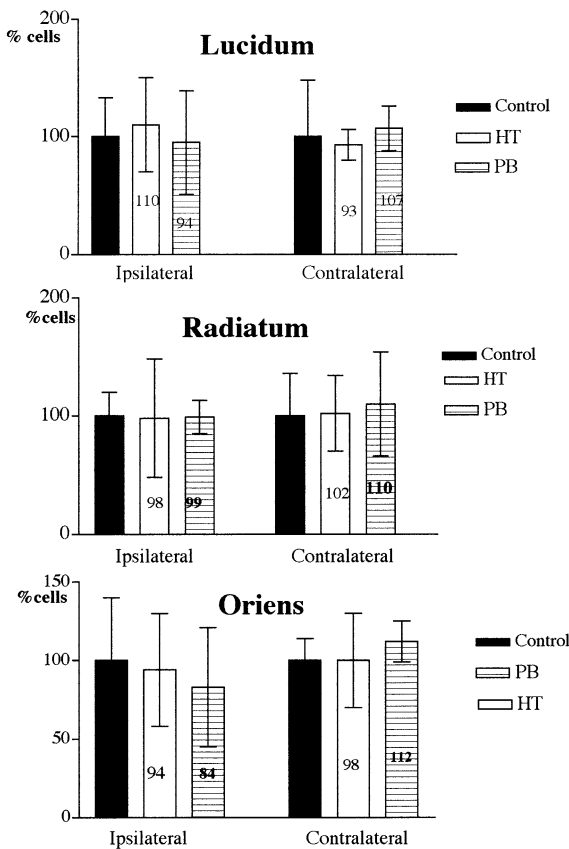 200
% cells
Lucidum
Control
HT
PB
100
110
94
93
107
0
Ipsilateral
Contralateral
200
%cells
Radiatum
Control
HT
PB
100
98
99
102
110
0
Ipsilateral
Contralateral
150
%cells
Oriens
Control
PB
HT
100
50
94
84
98
112
0
Ipsilateral
Contralateral